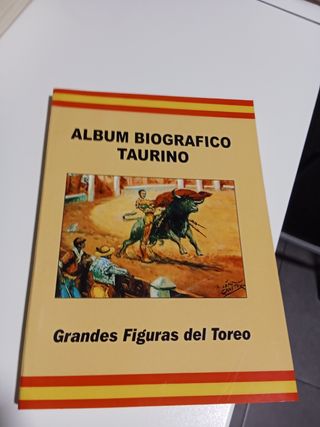 ALBUM BIOGRAFICO
TAURINO
Grandes Figuras del Toreo